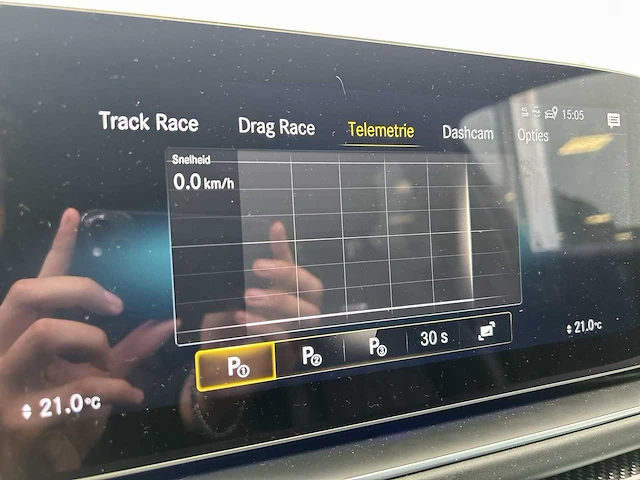 15:05
Track Race Drag Race Telemetrie Dashcam Opties
Snelheid
0.0 km/h
P① P② P③ 30 s
21.0°C
21.0°C